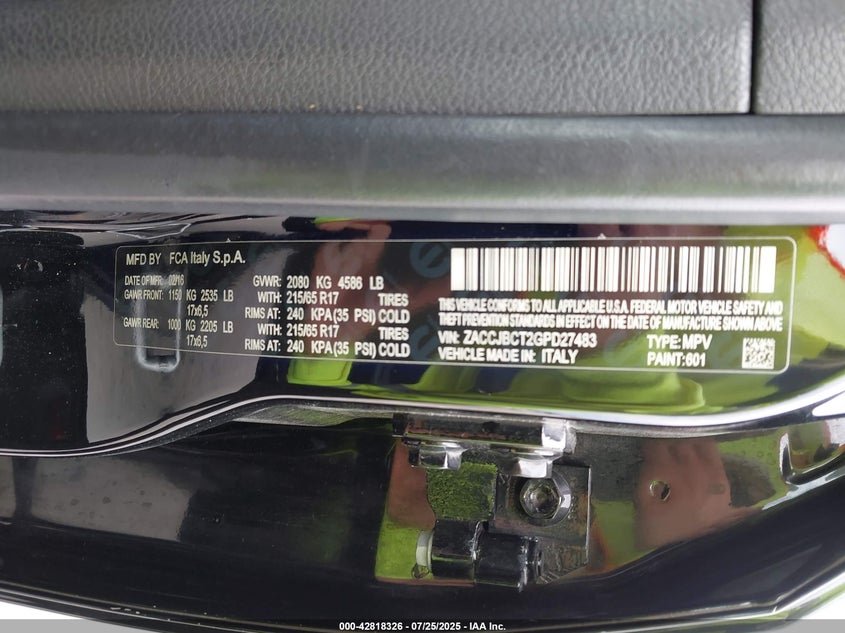 MFD BY FCA Italy S.p.A.
DATE OF MFR: 02/16 GVWR: 2080 KG 4586 LB
GAWR FRONT: 1150 KG 2535 LB WITH: 215/65 R17 TIRES
17x6,5 RIMS AT: 240 KPA (35 PSI) COLD
GAWR REAR: 1000 KG 2205 LB WITH: 215/65 R17 TIRES
17x6,5 RIMS AT: 240 KPA (35 PSI) COLD
THIS VEHICLE CONFORMS TO ALL APPLICABLE U.S.A. FEDERAL MOTOR VEHICLE SAFETY AND
THEFT PREVENTION STANDARDS IN EFFECT ON THE DATE OF MANUFACTURE SHOWN ABOVE.
VIN: ZACCJBCT2GPD27483 TYPE: MPV
VEHICLE MADE IN: ITALY PAINT: 601
000-42818326 - 07/25/2025 - IAA Inc.